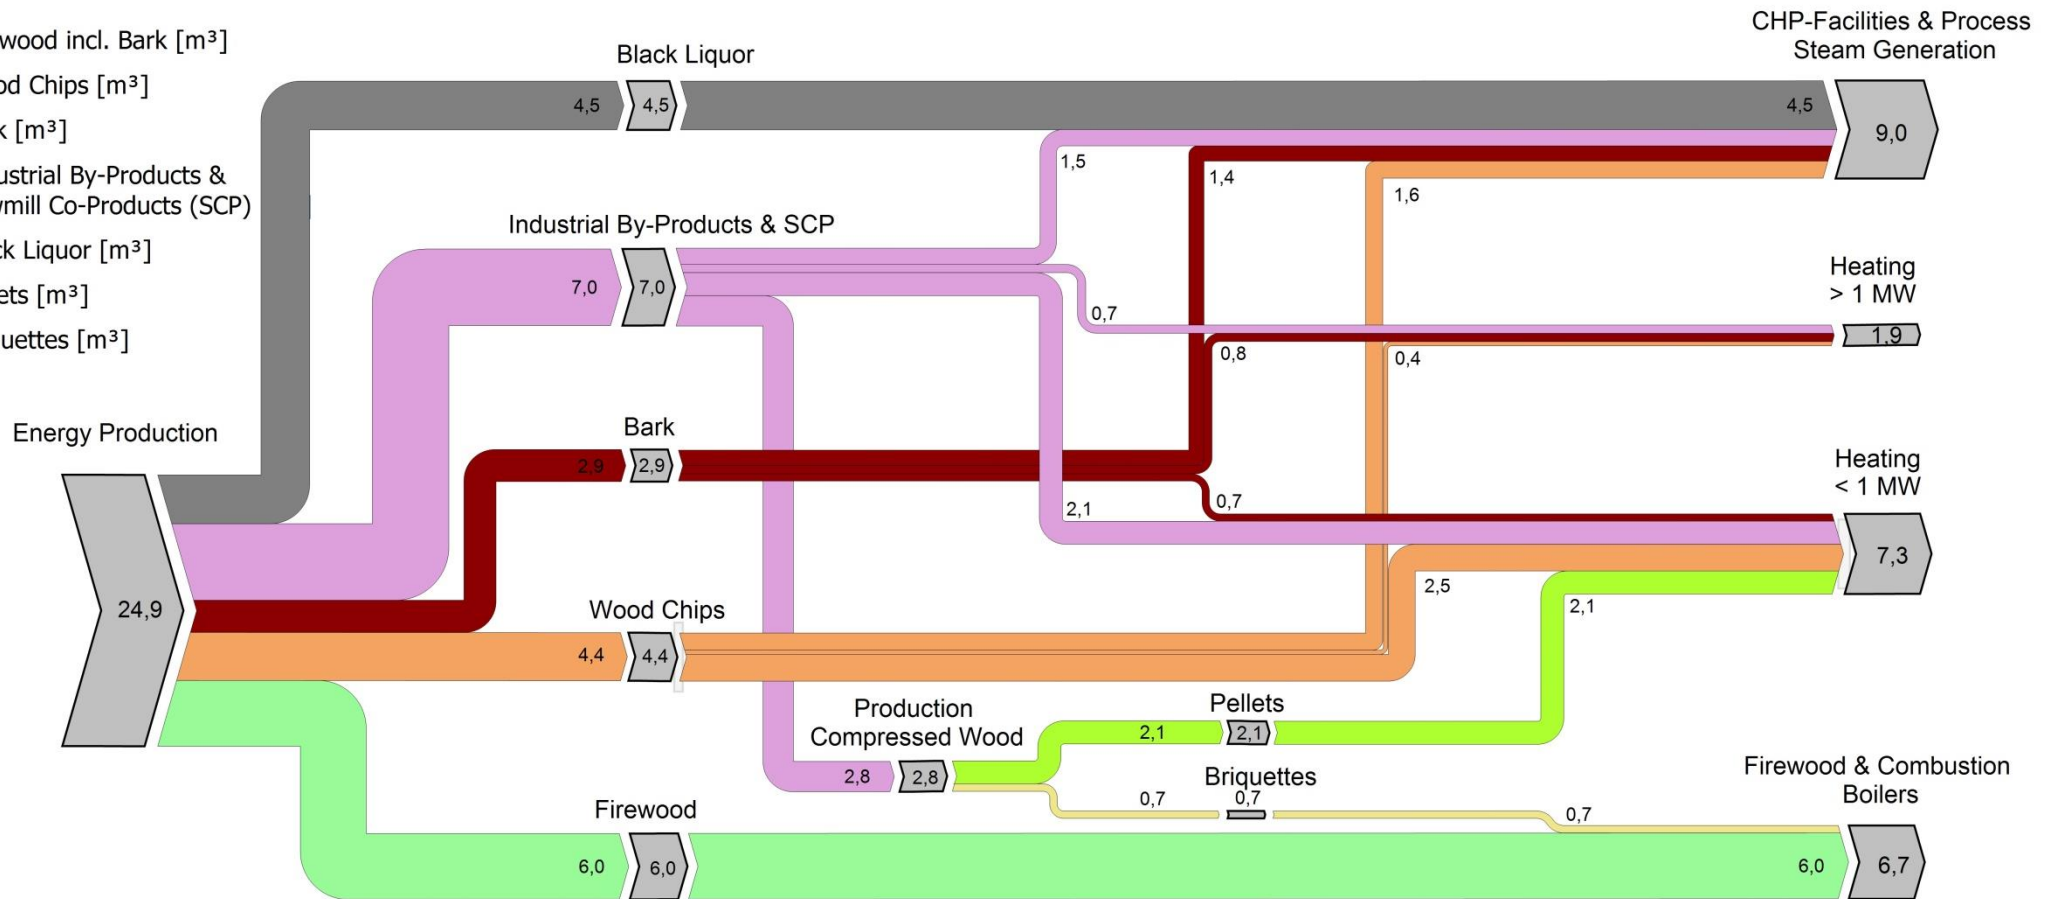 wood incl. Bark [m³]
Chips [m³]
[m³]
By-Products &
Co-Products (SCP)
Liquor [m³]
[m³]
[m³]
Energy Production
24,9
Black Liquor
4,5
4,5
4,5
Industrial By-Products & SCP
7,0
7,0
1,5
0,7
2,1
Bark
2,9
2,9
1,4
0,8
0,7
Wood Chips
4,4
4,4
1,6
0,4
2,5
Production
Compressed Wood
2,8
2,8
Pellets
2,1
2,1
2,1
Briquettes
0,7
0,7
0,7
Firewood
6,0
6,0
6,0
CHP-Facilities & Process
Steam Generation
9,0
Heating
> 1 MW
1,9
Heating
< 1 MW
7,3
Firewood & Combustion
Boilers
6,7